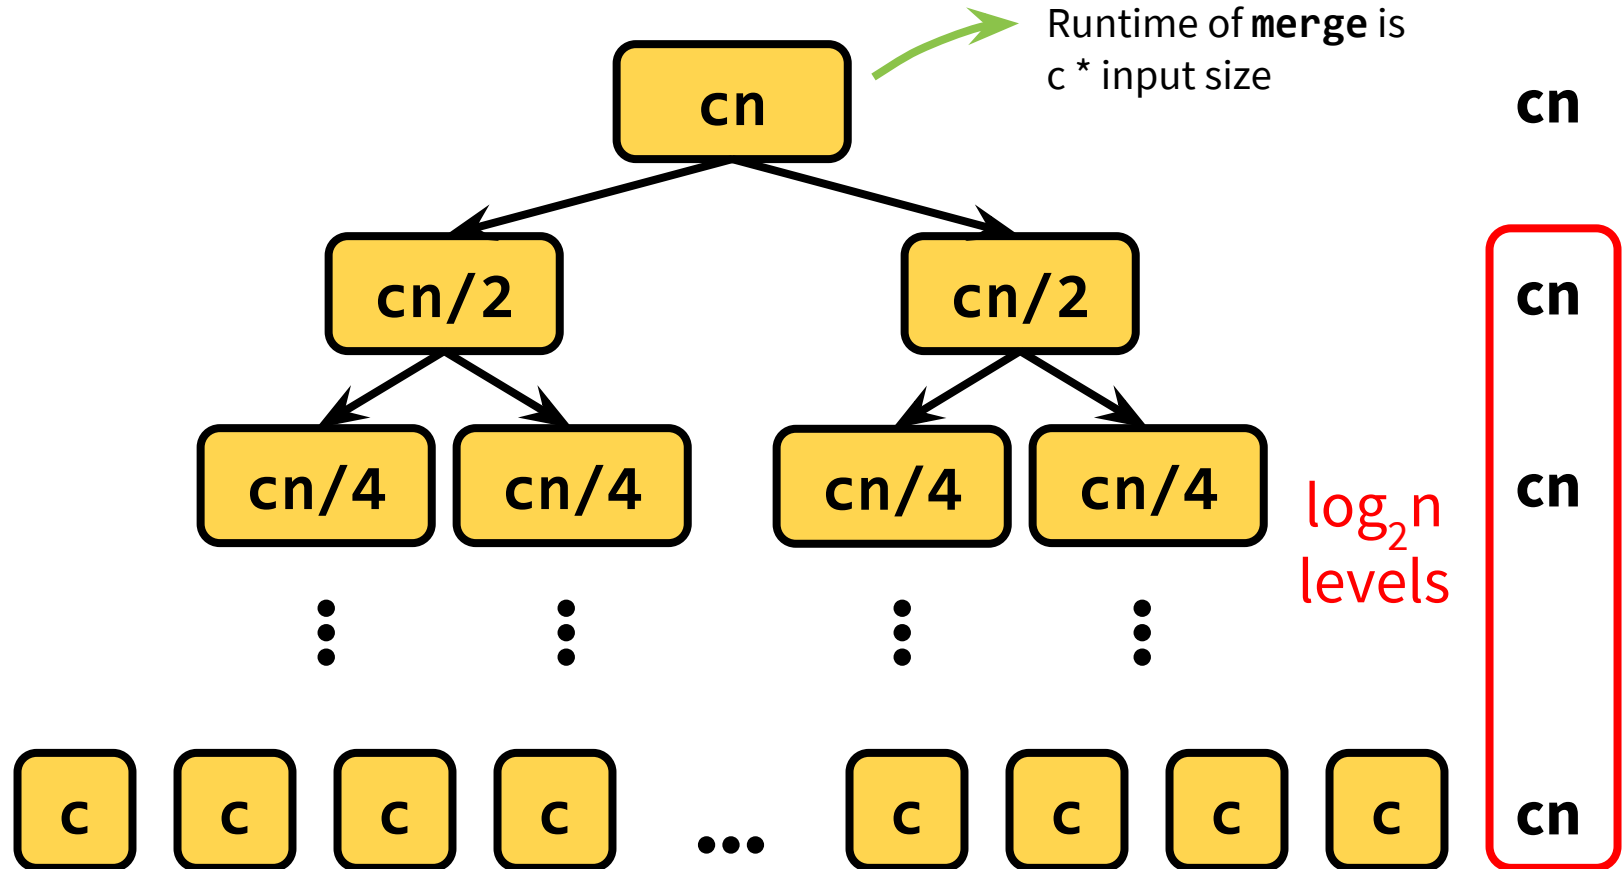 Runtime of merge is
c * input size
cn
cn
cn/2
cn/2
cn
cn/4
cn/4
cn/4
cn/4
log₂n
levels
cn
c
c
c
c
...
c
c
c
c
cn